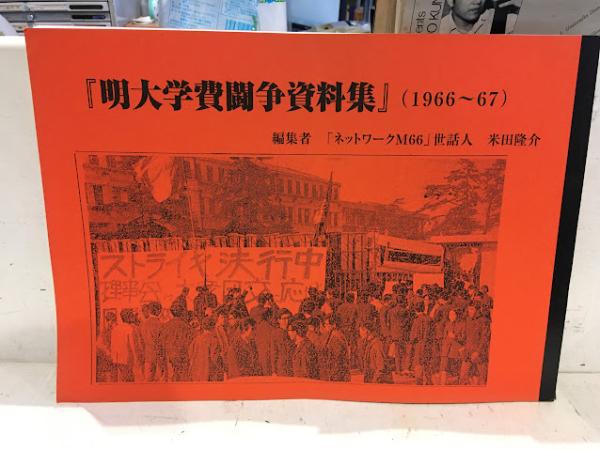 『明大学費闘争資料集』(1966~67)
編集者 「ネットワークM66」世話人 米田隆介
ストライキ決行中